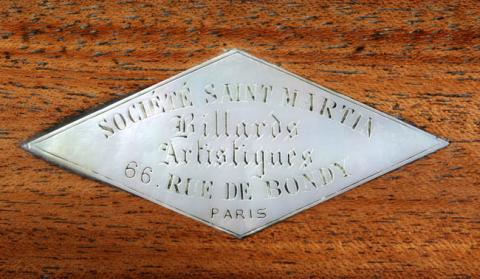 SOCIÉTÉ SAINT MARTIN
Billards
Artistiques
66. RUE DE BONDY
PARIS